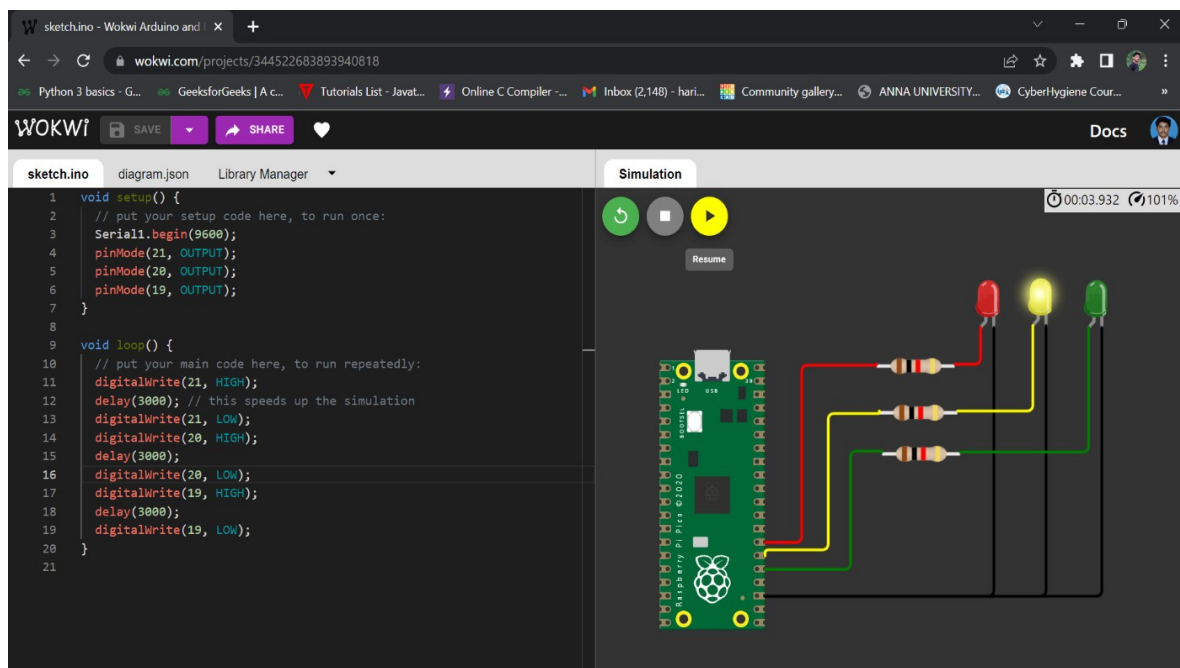 sketch.ino - Wokwi Arduino and
wokwi.com/projects/344522683893940818
Python 3 basics - G...
GeeksforGeeks | A c...
Tutorials List - Javat...
Online C Compiler -...
Inbox (2,148) - hari...
Community gallery...
ANNA UNIVERSITY...
CyberHygiene Cour...
»
WOKWi
SAVE
SHARE
Docs
sketch.ino
diagram.json
Library Manager
Simulation
1 void setup() {
2 // put your setup code here, to run once:
3 Serial1.begin(9600);
4 pinMode(21, OUTPUT);
5 pinMode(20, OUTPUT);
6 pinMode(19, OUTPUT);
7 }
8
9 void loop() {
10 // put your main code here, to run repeatedly:
11 digitalWrite(21, HIGH);
12 delay(3000); // this speeds up the simulation
13 digitalWrite(21, LOW);
14 digitalWrite(20, HIGH);
15 delay(3000);
16 digitalWrite(20, LOW);
17 digitalWrite(19, HIGH);
18 delay(3000);
19 digitalWrite(19, LOW);
20 }
21
00:03.932 101%
Resume
LED
USB
BOOTSEL
Raspberry Pi Pico ©2020